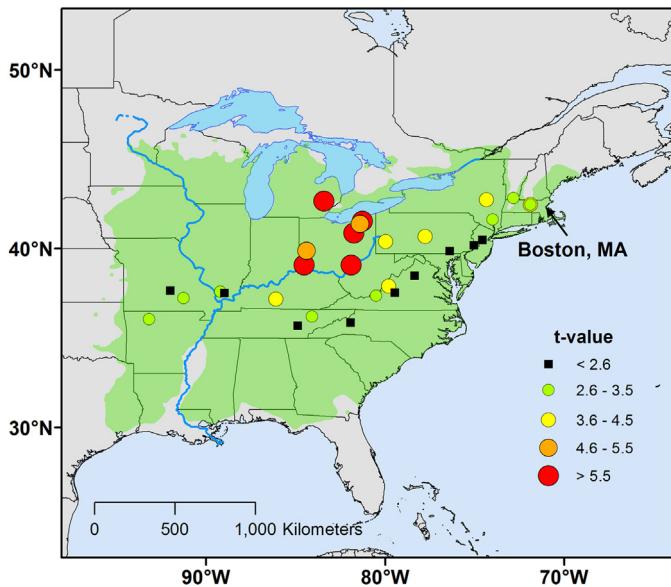 50°N
40°N
30°N
90°W
80°W
70°W
Boston, MA
t-value
< 2.6
2.6 - 3.5
3.6 - 4.5
4.6 - 5.5
> 5.5
0 500 1,000 Kilometers